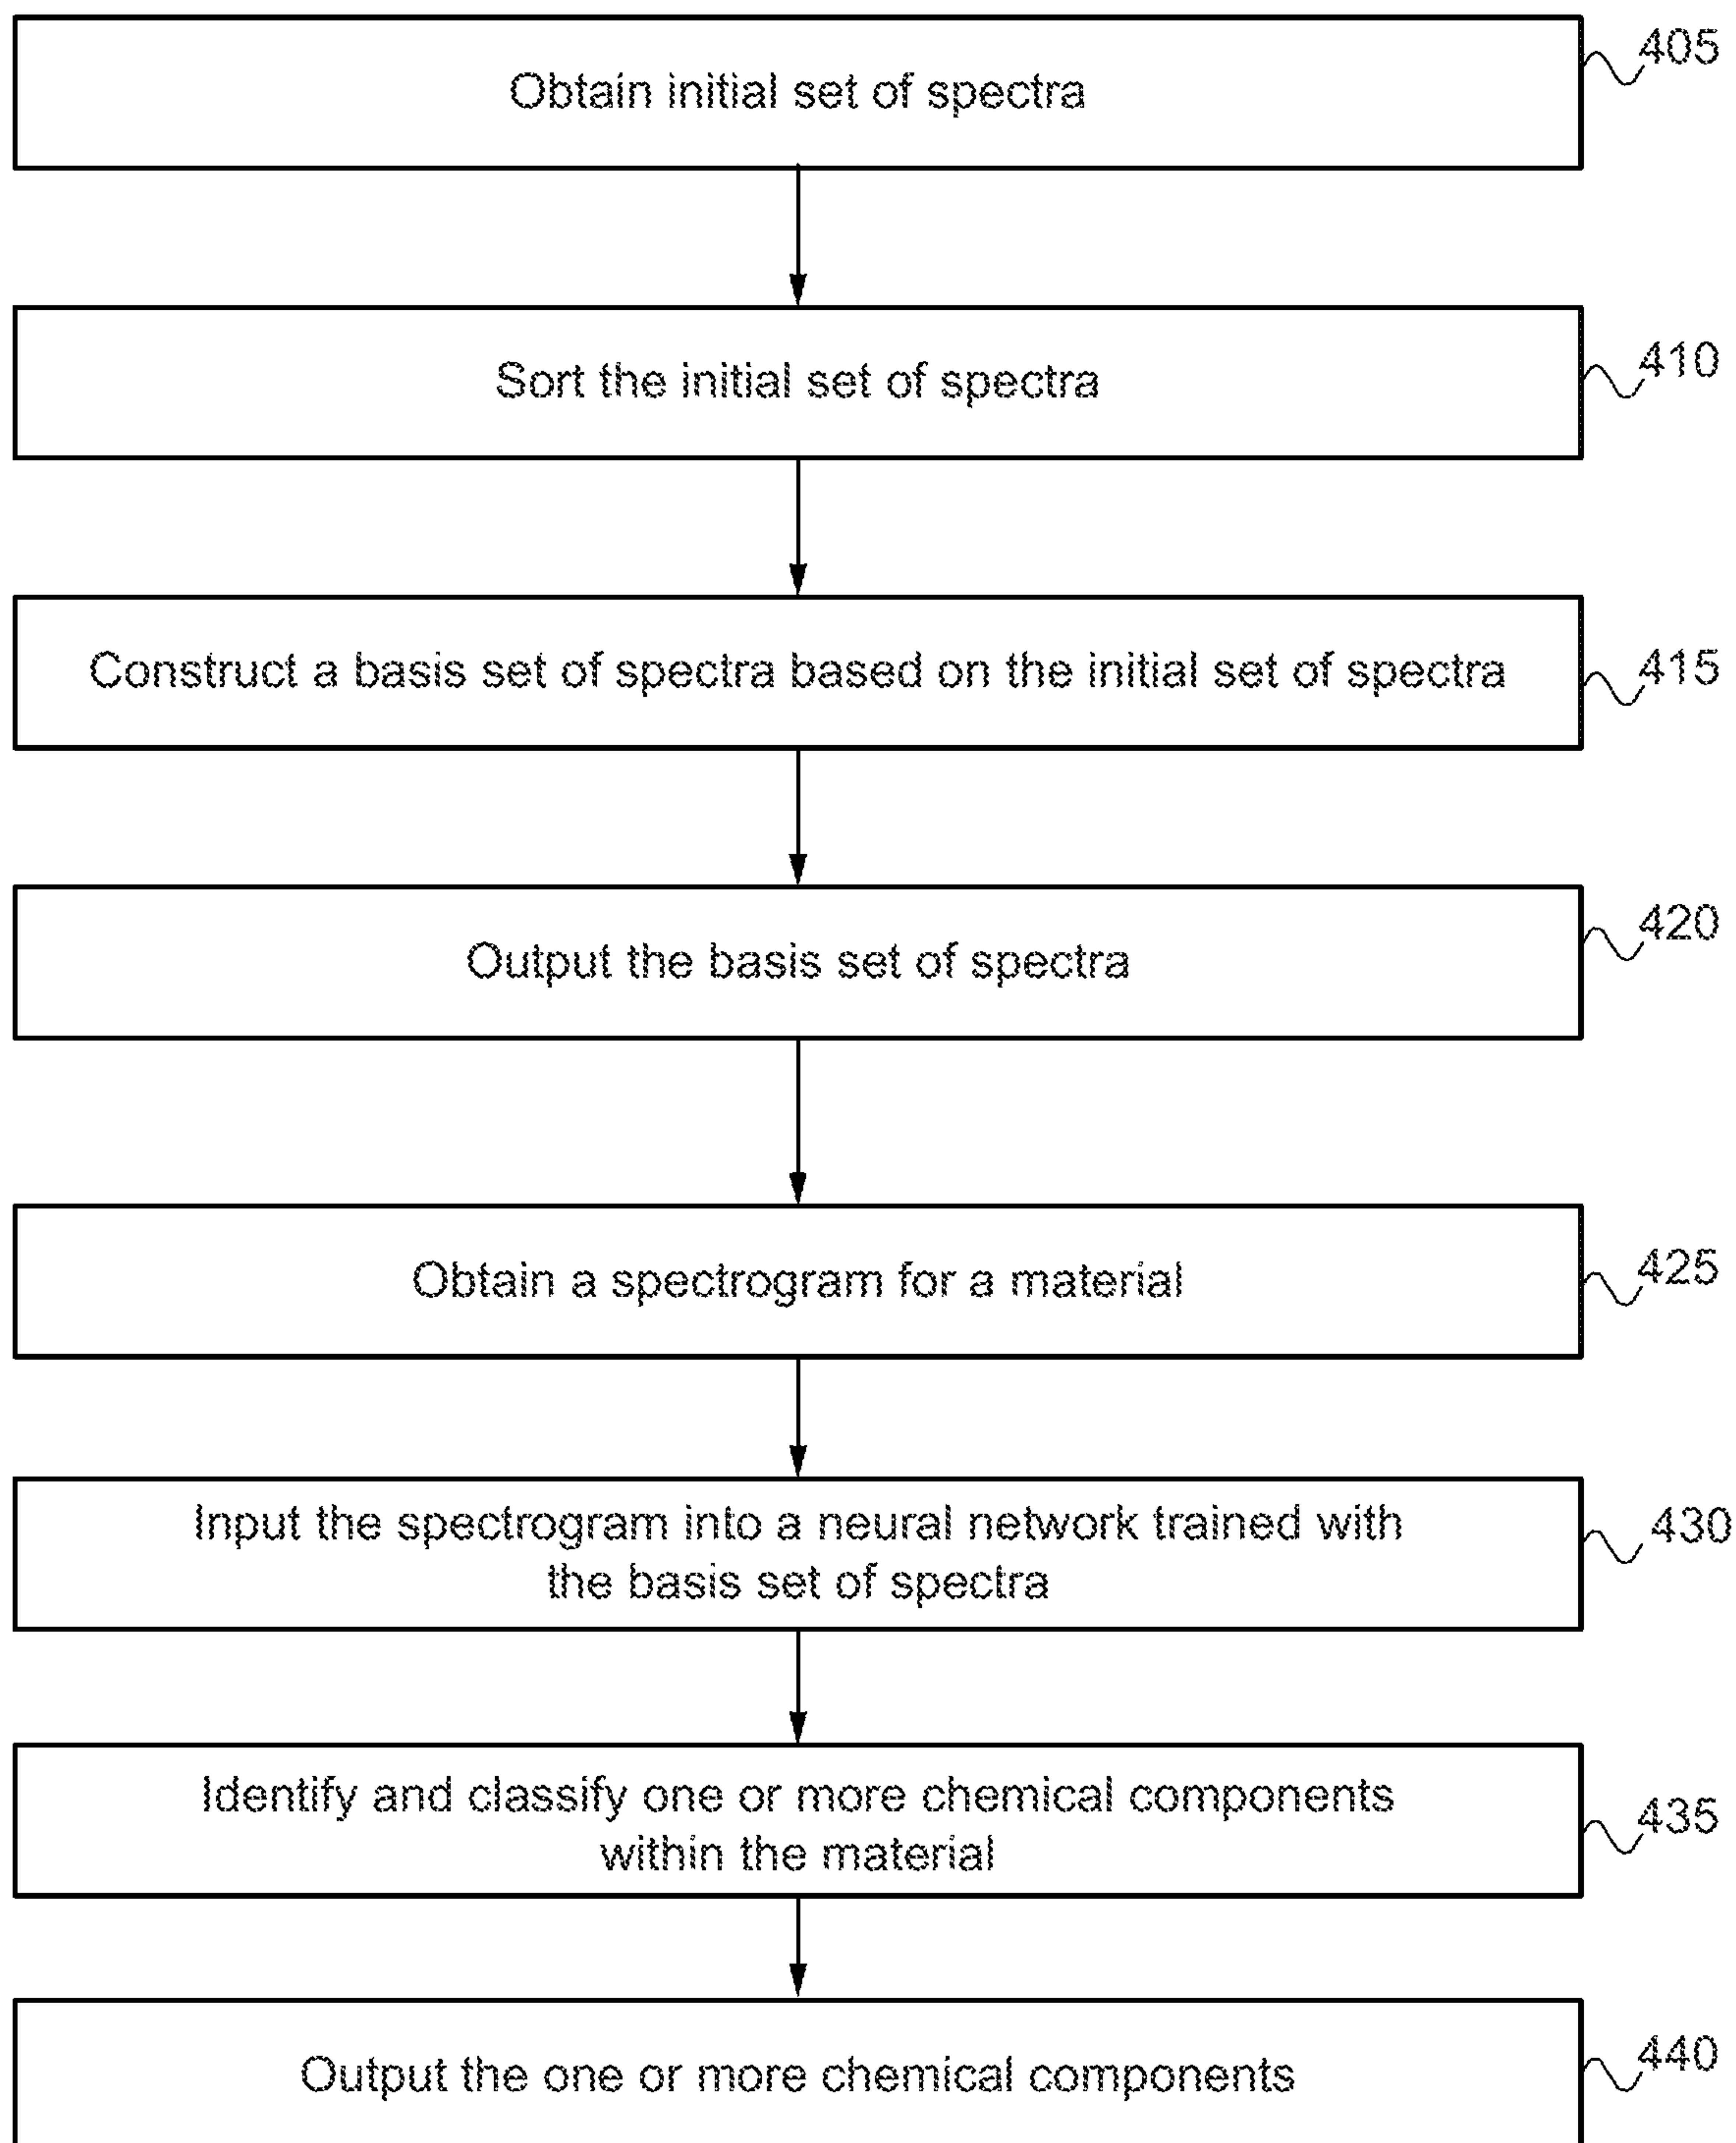 Obtain initial set of spectra
405
Sort the initial set of spectra
410
Construct a basis set of spectra based on the initial set of spectra
415
Output the basis set of spectra
420
Obtain a spectrogram for a material
425
Input the spectrogram into a neural network trained with
the basis set of spectra
430
Identify and classify one or more chemical components
within the material
435
Output the one or more chemical components
440